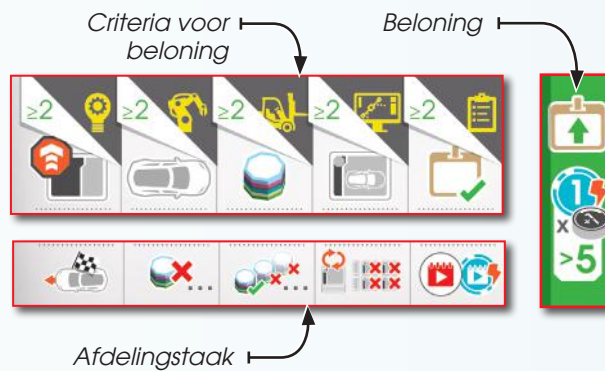 Criteria voor
beloning
Beloning
≥2 ≥2 ≥2 ≥2 ≥2
1
x
>5
Afdelingstaak